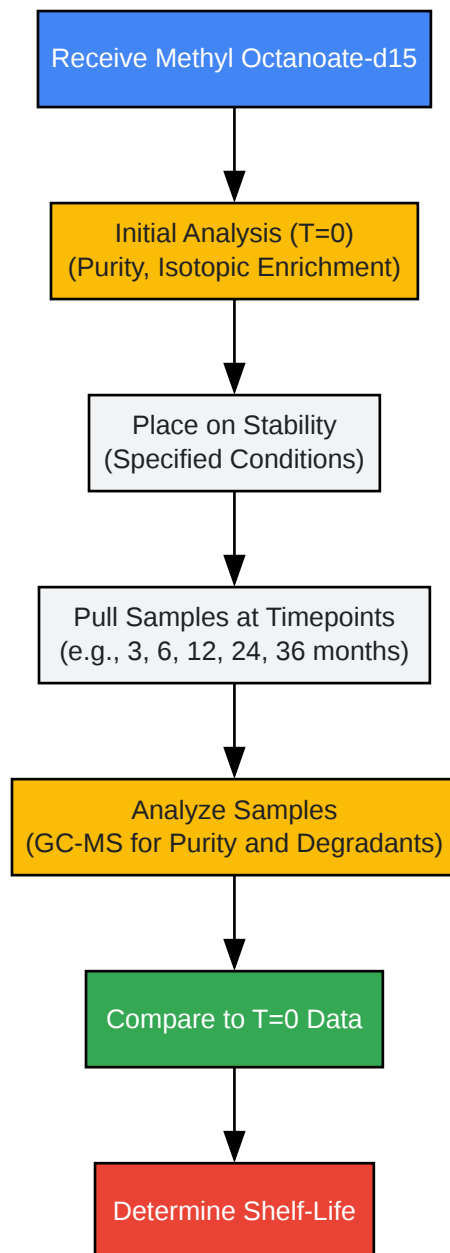 Receive Methyl Octanoate-d15
Initial Analysis (T=0)
(Purity, Isotopic Enrichment)
Place on Stability
(Specified Conditions)
Pull Samples at Timepoints
(e.g., 3, 6, 12, 24, 36 months)
Analyze Samples
(GC-MS for Purity and Degradants)
Compare to T=0 Data
Determine Shelf-Life